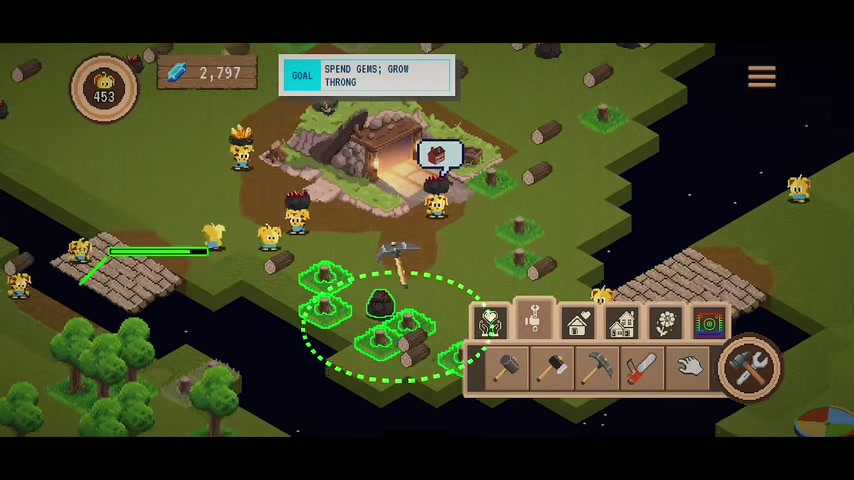 453
2,797
GOAL
SPEND GEMS; GROW
THRONG